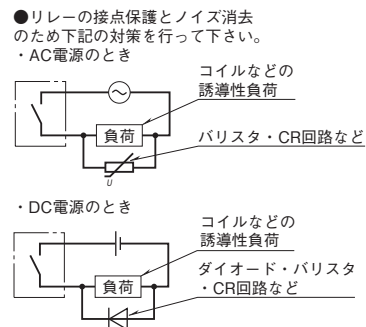 ●リレーの接点保護とノイズ消去
のため下記の対策を行って下さい。
・AC電源のとき
コイルなどの
誘導性負荷
負荷
バリスタ・CR回路など
U
・DC電源のとき
コイルなどの
誘導性負荷
負荷
ダイオード・バリスタ
・CR回路など